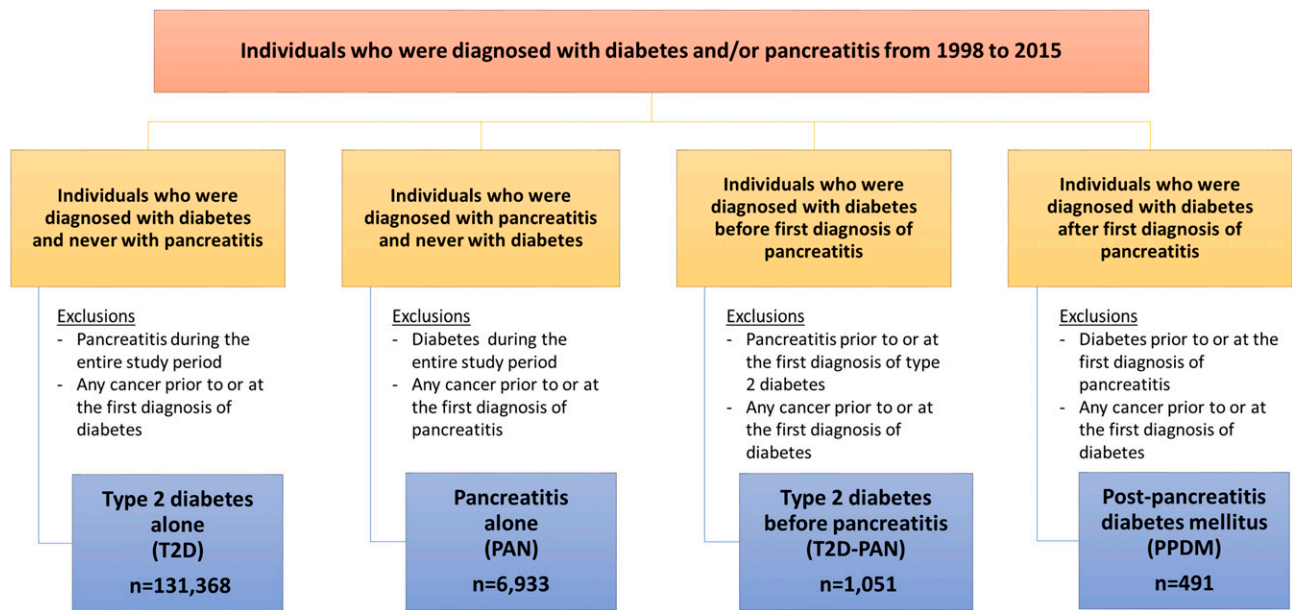 Individuals who were diagnosed with diabetes and/or pancreatitis from 1998 to 2015
Individuals who were
diagnosed with diabetes
and never with pancreatitis
Individuals who were
diagnosed with pancreatitis
and never with diabetes
Individuals who were
diagnosed with diabetes
before first diagnosis of
pancreatitis
Individuals who were
diagnosed with diabetes
after first diagnosis of
pancreatitis
Exclusions
- Pancreatitis during the
entire study period
- Any cancer prior to or at
the first diagnosis of
diabetes
Exclusions
- Diabetes during the
entire study period
- Any cancer prior to or at
the first diagnosis of
pancreatitis
Exclusions
- Pancreatitis prior to or at
the first diagnosis of type
2 diabetes
- Any cancer prior to or at
the first diagnosis of
diabetes
Exclusions
- Diabetes prior to or at the
first diagnosis of
pancreatitis
- Any cancer prior to or at
the first diagnosis of
diabetes
Type 2 diabetes
alone
(T2D)
n=131,368
Pancreatitis
alone
(PAN)
n=6,933
Type 2 diabetes
before pancreatitis
(T2D-PAN)
n=1,051
Post-pancreatitis
diabetes mellitus
(PPDM)
n=491